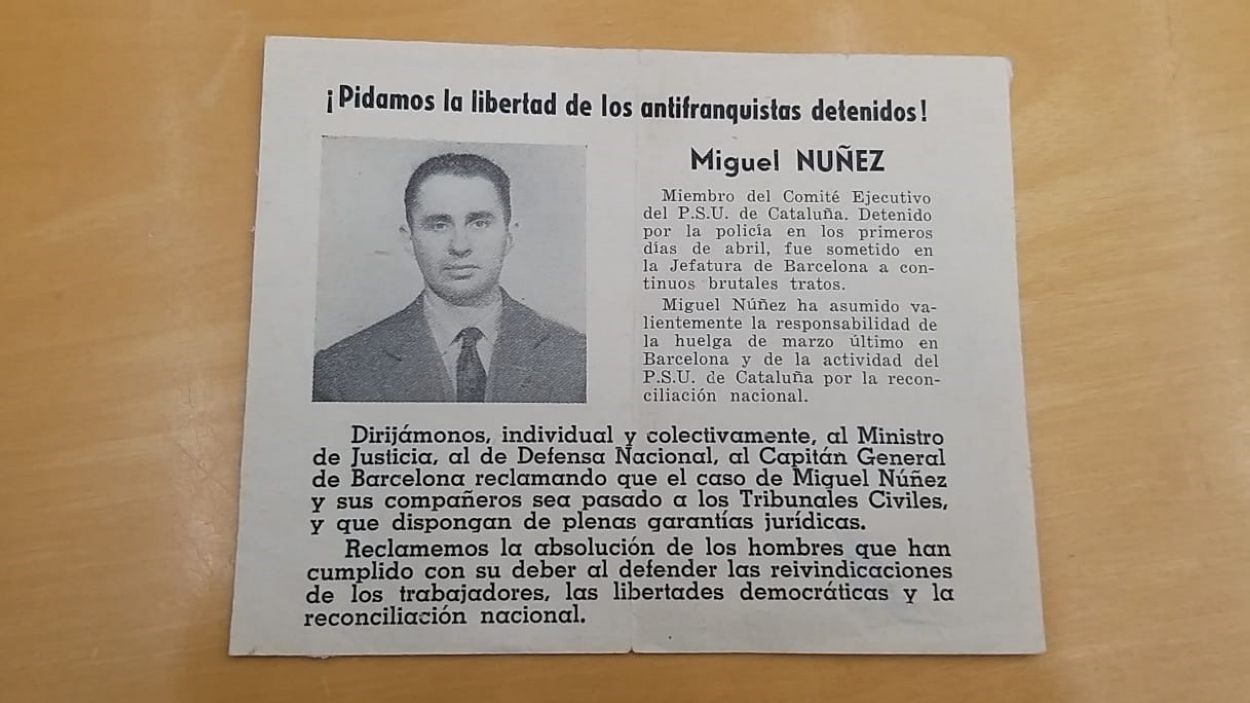 ¡Pidamos la libertad de los antifranquistas detenidos!
Miguel NUÑEZ
Miembro del Comité Ejecutivo
del P.S.U. de Cataluña. Detenido
por la policía en los primeros
días de abril, fue sometido en
la Jefatura de Barcelona a con-
tinuos brutales tratos.
Miguel Núñez ha asumido va-
lientemente la responsabilidad de
la huelga de marzo último en
Barcelona y de la actividad del
P.S.U. de Cataluña por la recon-
ciliación nacional.
Dirijámonos, individual y colectivamente, al Ministro
de Justicia, al de Defensa Nacional, al Capitán General
de Barcelona reclamando que el caso de Miguel Núñez
y sus compañeros sea pasado a los Tribunales Civiles,
y que dispongan de plenas garantías jurídicas.
Reclamemos la absolución de los hombres que han
cumplido con su deber al defender las reivindicaciones
de los trabajadores, las libertades democráticas y la
reconciliación nacional.